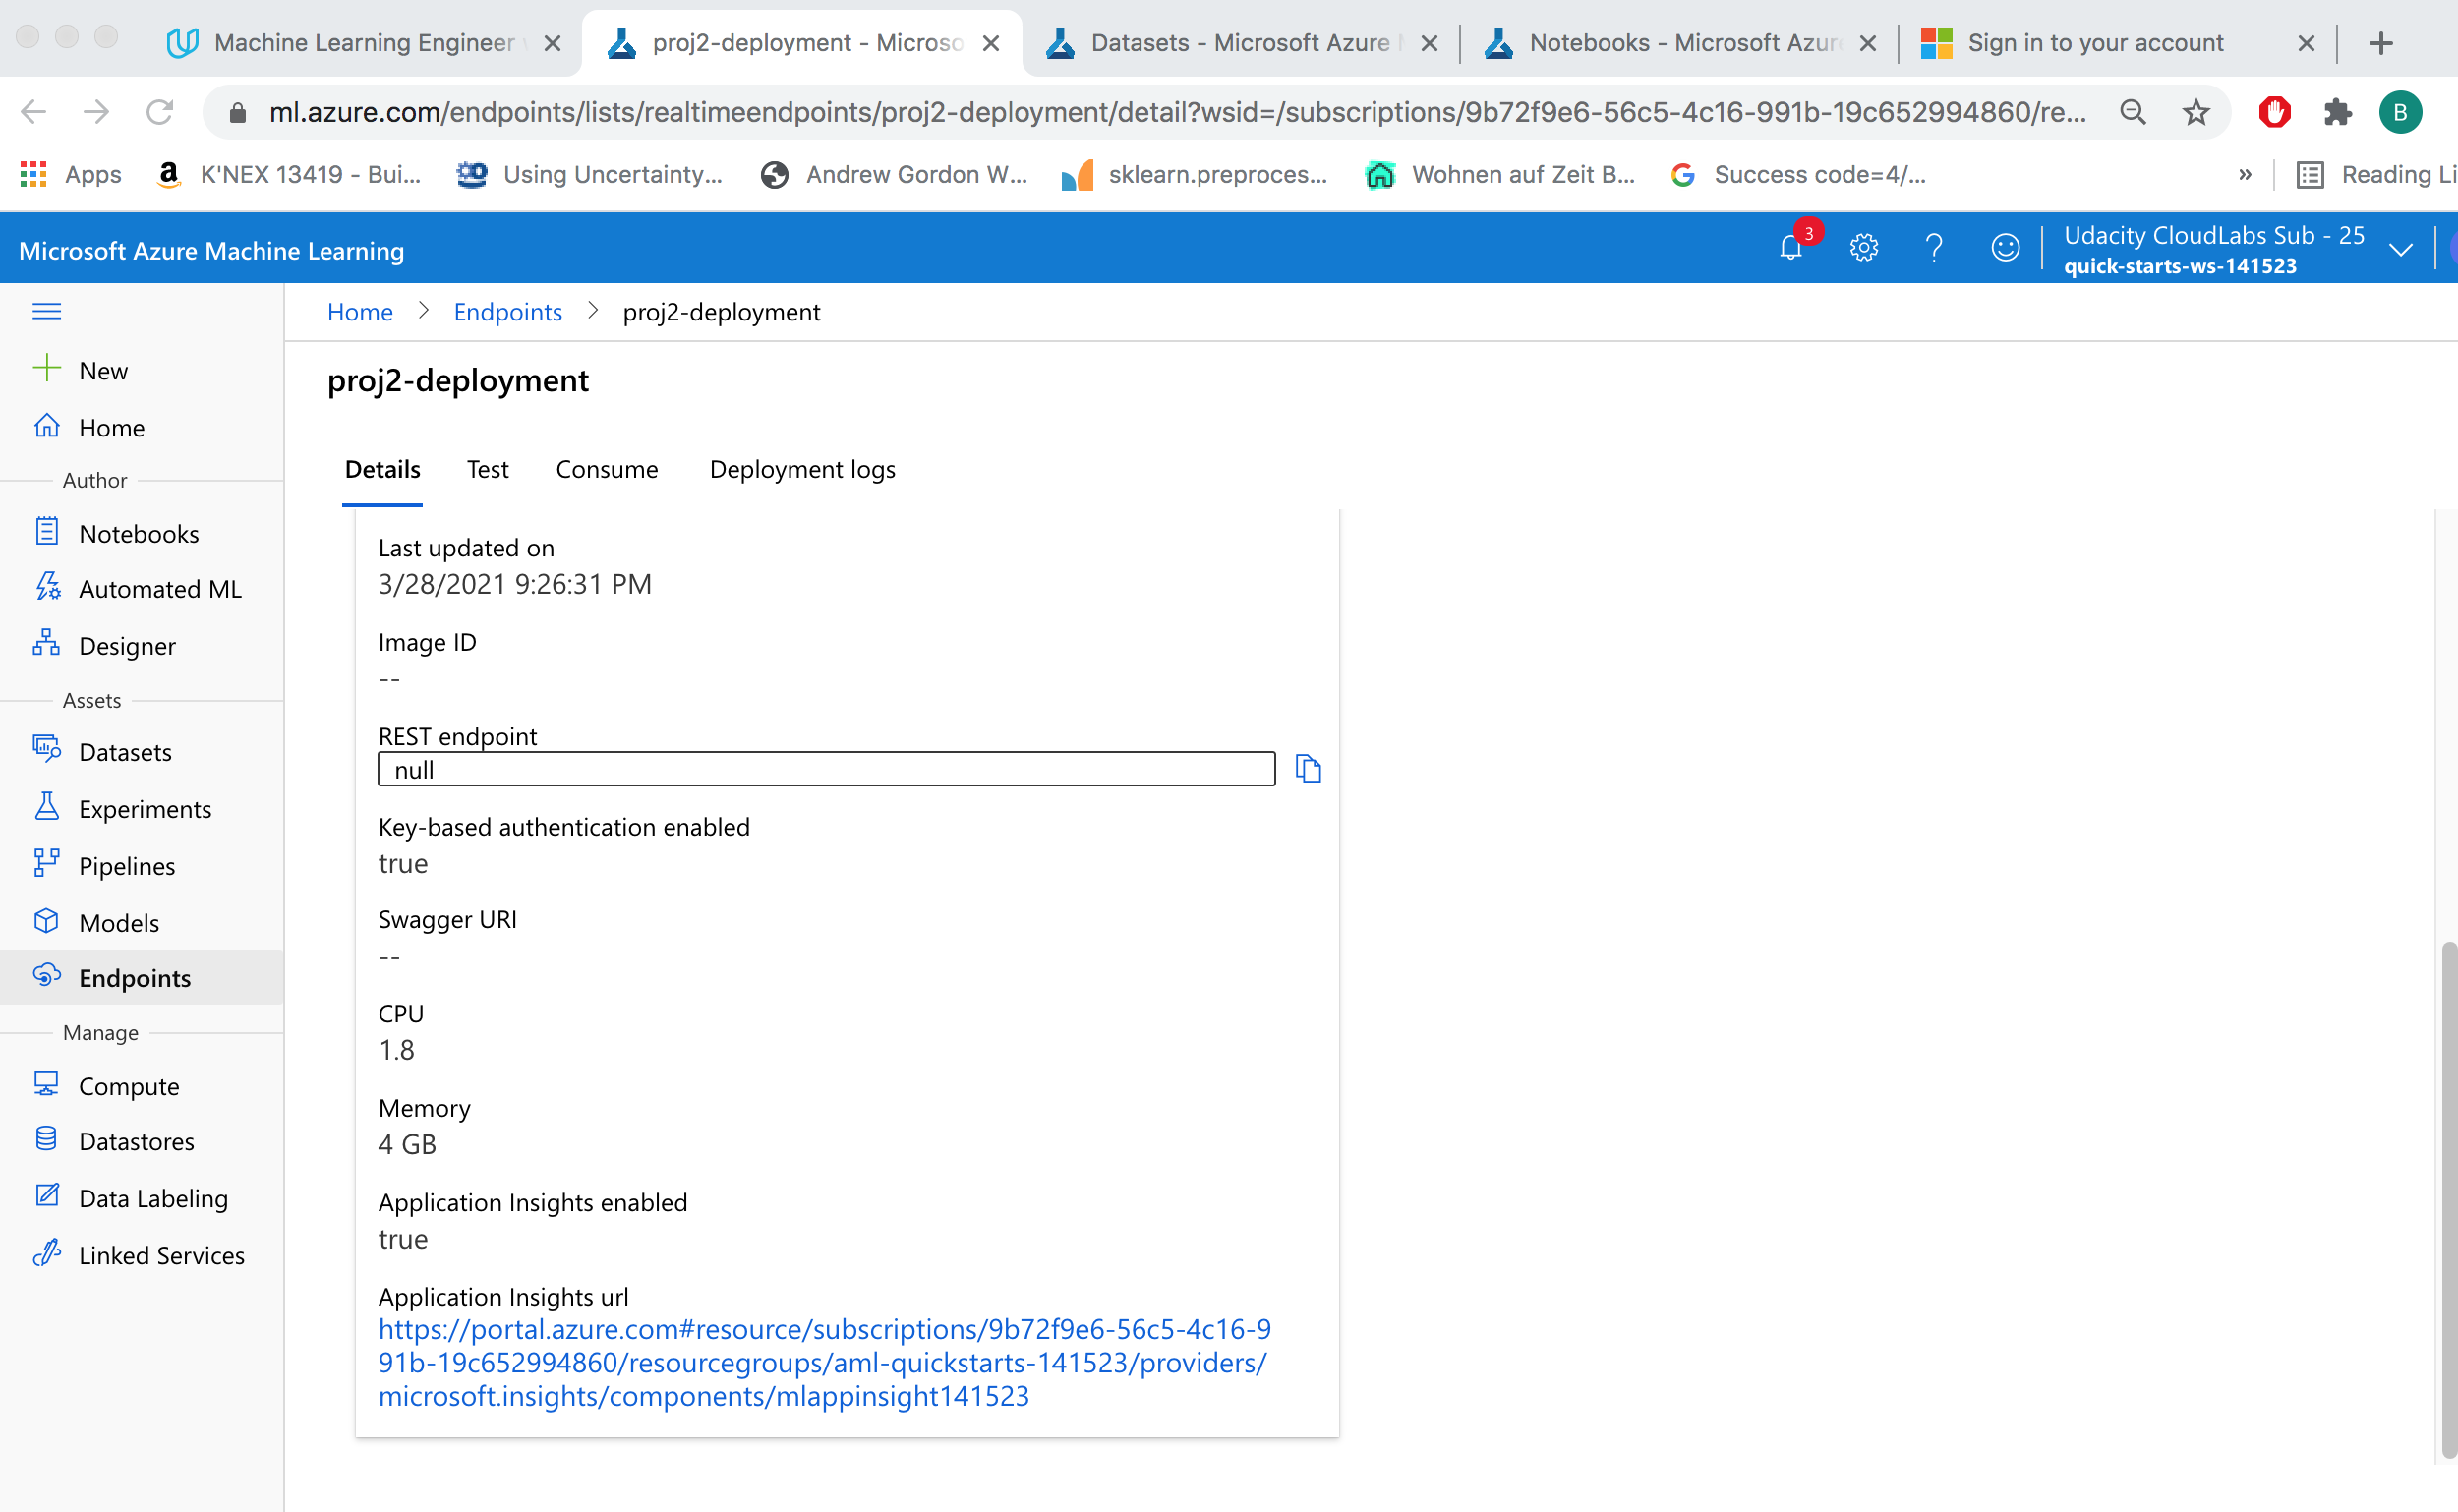 Machine Learning Engineer
proj2-deployment - Microso
Datasets - Microsoft Azure
Notebooks - Microsoft Azur
Sign in to your account
ml.azure.com/endpoints/lists/realtimeendpoints/proj2-deployment/detail?wsid=/subscriptions/9b72f9e6-56c5-4c16-991b-19c652994860/re...
B
Apps
K'NEX 13419 - Bui...
Using Uncertainty...
Andrew Gordon W...
sklearn.preproces...
Wohnen auf Zeit B...
Success code=4/...
»
Reading Li
Microsoft Azure Machine Learning
3
Udacity CloudLabs Sub - 25
quick-starts-ws-141523
New
Home
Author
Notebooks
Automated ML
Designer
Assets
Datasets
Experiments
Pipelines
Models
Endpoints
Manage
Compute
Datastores
Data Labeling
Linked Services
Home > Endpoints > proj2-deployment
proj2-deployment
Details Test Consume Deployment logs
Last updated on
3/28/2021 9:26:31 PM
Image ID
--
REST endpoint
null
Key-based authentication enabled
true
Swagger URI
--
CPU
1.8
Memory
4 GB
Application Insights enabled
true
Application Insights url
https://portal.azure.com#resource/subscriptions/9b72f9e6-56c5-4c16-9
91b-19c652994860/resourcegroups/aml-quickstarts-141523/providers/
microsoft.insights/components/mlappinsight141523